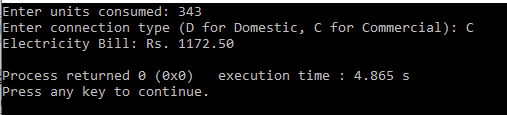 Enter units consumed: 343
Enter connection type (D for Domestic, C for Commercial): C
Electricity Bill: Rs. 1172.50
Process returned 0 (0x0)   execution time : 4.865 s
Press any key to continue.